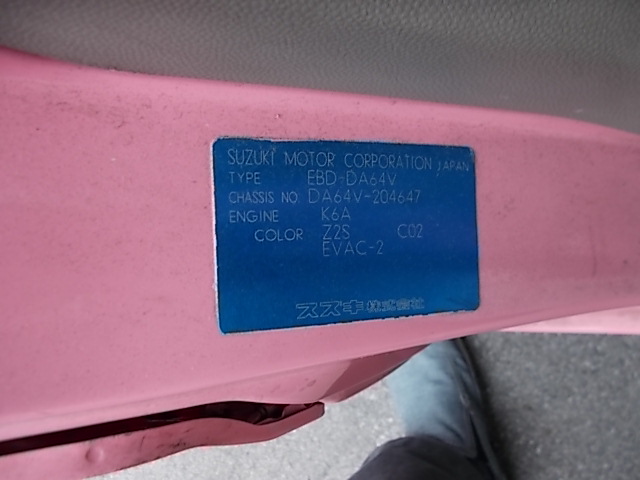 SUZUKI MOTOR CORPORATION JAPAN
TYPE EBD-DA64V
CHASSIS NO. DA64V-204647
ENGINE K6A
COLOR Z2S C02
EVAC-2
スズキ株式会社